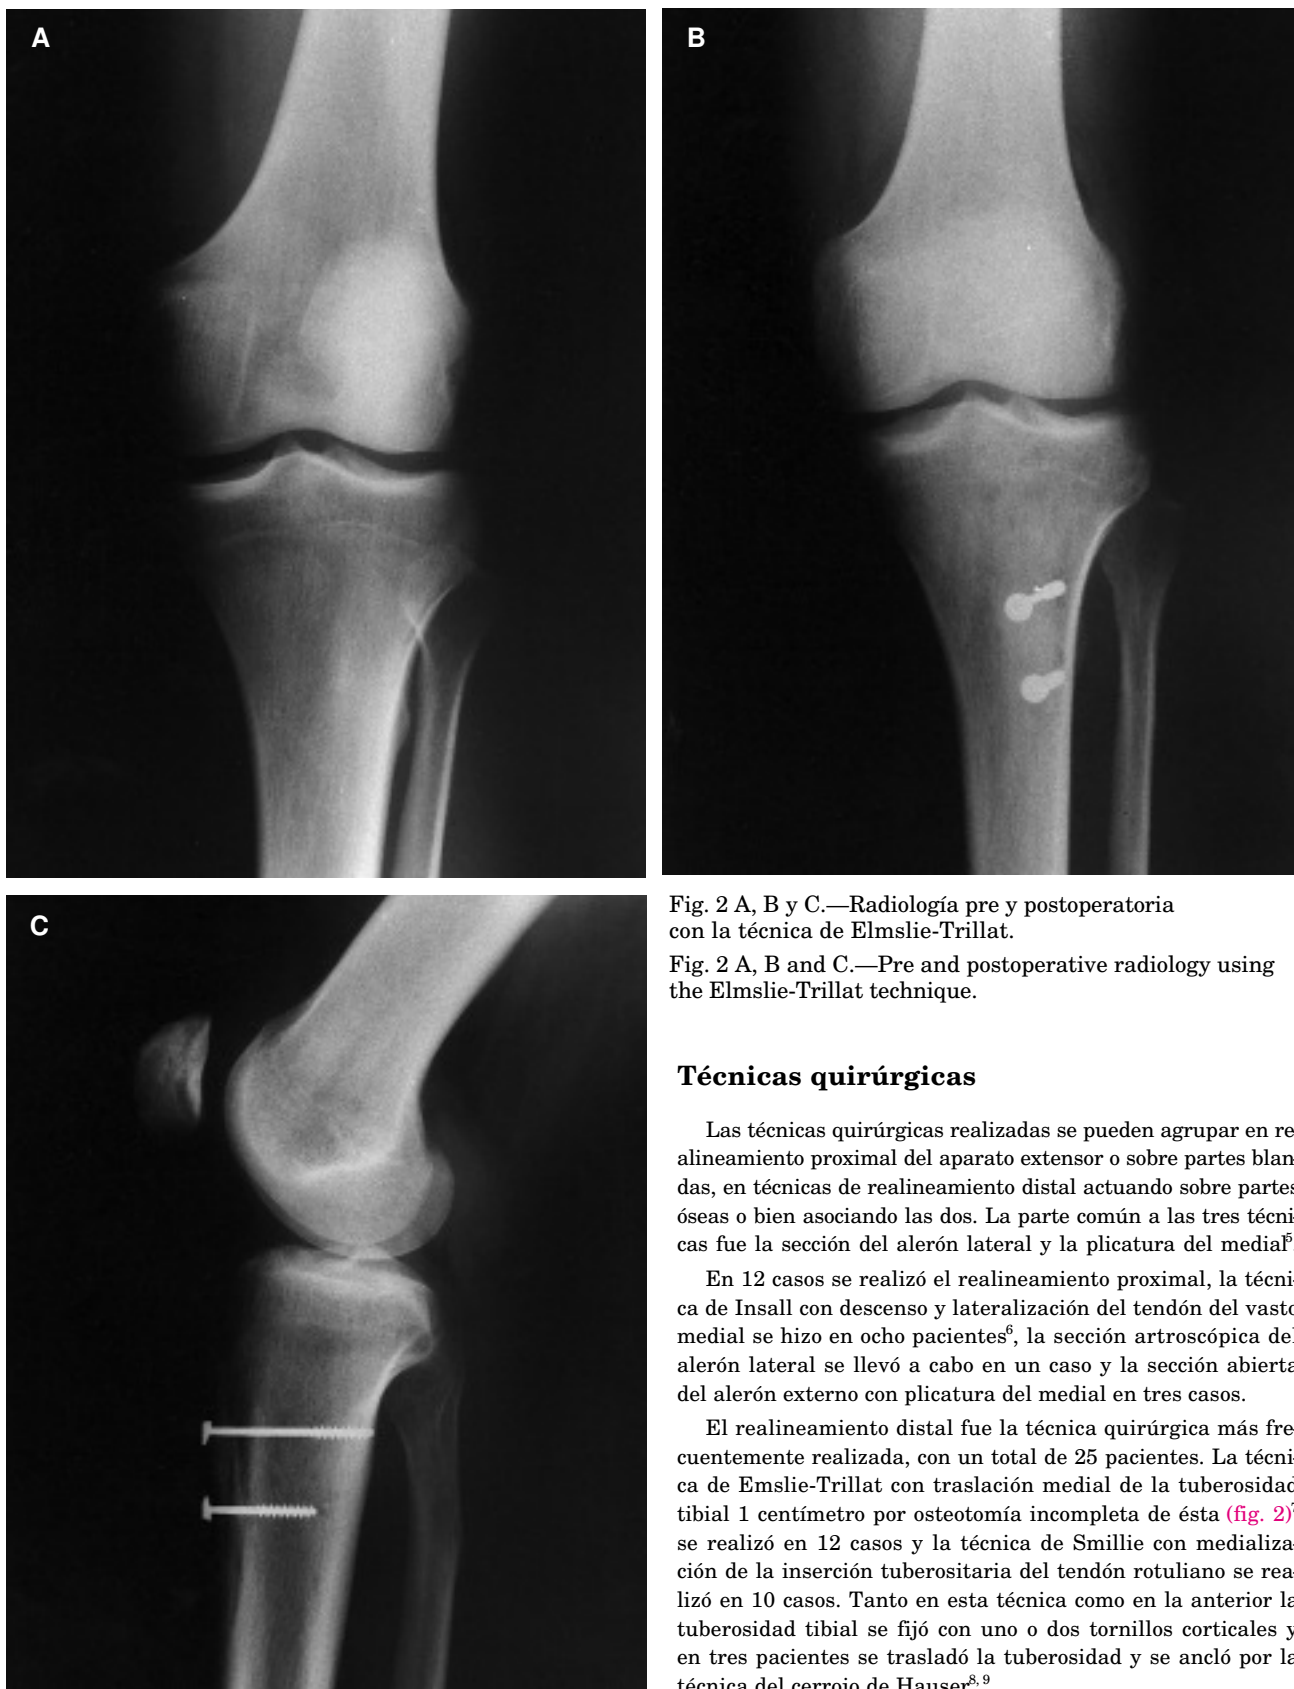 A
B
C
Fig. 2 A, B y C.—Radiología pre y postoperatoria
con la técnica de Elmslie-Trillat.
Fig. 2 A, B and C.—Pre and postoperative radiology using
the Elmslie-Trillat technique.
Técnicas quirúrgicas
Las técnicas quirúrgicas realizadas se pueden agrupar en re-
alineamiento proximal del aparato extensor o sobre partes blan-
das, en técnicas de realineamiento distal actuando sobre partes
óseas o bien asociando las dos. La parte común a las tres técni-
cas fue la sección del alerón lateral y la plicatura del medial5.
En 12 casos se realizó el realineamiento proximal, la técni-
ca de Insall con descenso y lateralización del tendón del vasto
medial se hizo en ocho pacientes6, la sección artroscópica del
alerón lateral se llevó a cabo en un caso y la sección abierta
del alerón externo con plicatura del medial en tres casos.
El realineamiento distal fue la técnica quirúrgica más fre-
cuentemente realizada, con un total de 25 pacientes. La técni-
ca de Emslie-Trillat con traslación medial de la tuberosidad
tibial 1 centímetro por osteotomía incompleta de ésta (fig. 2)7
se realizó en 12 casos y la técnica de Smillie con medializa-
ción de la inserción tuberositaria del tendón rotuliano se rea-
lizó en 10 casos. Tanto en esta técnica como en la anterior la
tuberosidad tibial se fijó con uno o dos tornillos corticales y
en tres pacientes se trasladó la tuberosidad y se ancló por la
técnica del cerrojo de Hauser8, 9